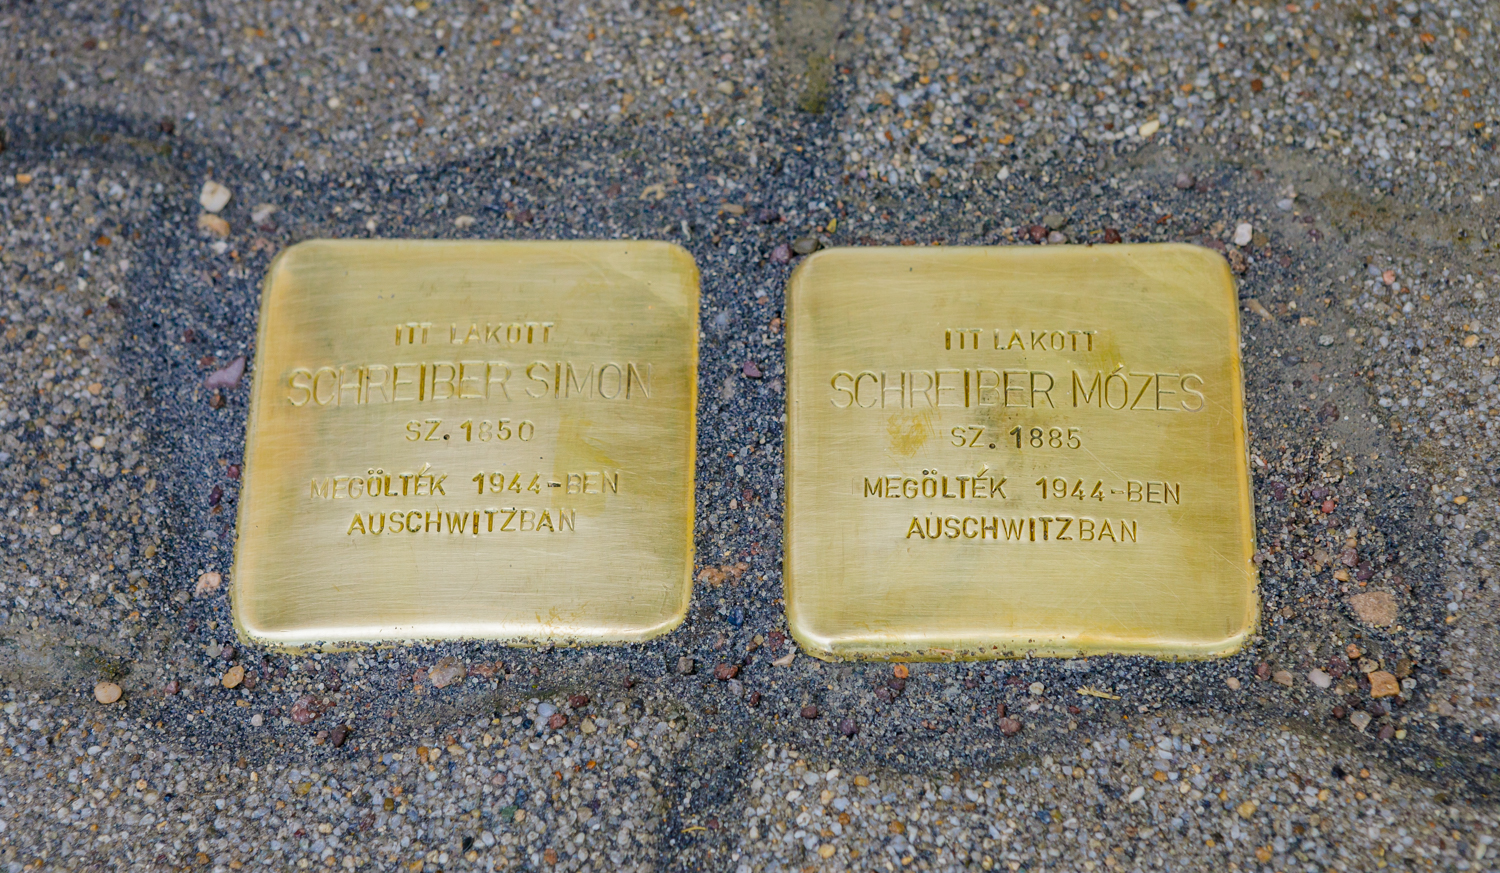 ITT LAKOTT
SCHREIBER SIMON
SZ. 1850
MEGÖLTÉK 1944-BEN
AUSCHWITZBAN
ITT LAKOTT
SCHREIBER MÓZES
SZ. 1885
MEGÖLTÉK 1944-BEN
AUSCHWITZBAN